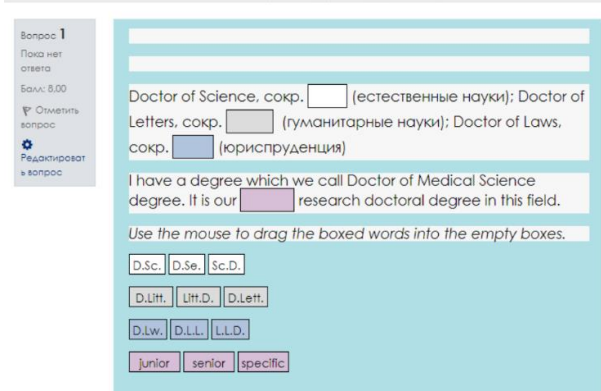 Вопрос 1
Пока нет
ответа
Балл: 8,00
Отметить
вопрос
Редактироват
ь вопрос
Doctor of Science, сокр. (естественные науки); Doctor of
Letters, сокр. (гуманитарные науки); Doctor of Laws,
сокр. (юриспруденция)
I have a degree which we call Doctor of Medical Science
degree. It is our research doctoral degree in this field.
Use the mouse to drag the boxed words into the empty boxes.
D.Sc. D.Se. Sc.D.
D.Litt. Litt.D. D.Lett.
D.Lw. D.L.L. L.L.D.
junior senior specific